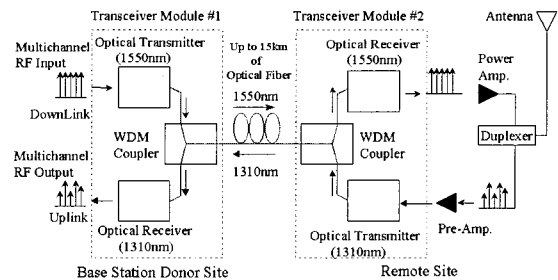 Transceiver Module #1
Transceiver Module #2
Antenna
Multichannel
RF Input
Optical Transmitter
(1550nm)
Up to 15km
of
Optical Fiber
Optical Receiver
(1550nm)
Power
Amp.
DownLink
1550nm
WDM
Coupler
WDM
Coupler
Duplexer
Multichannel
RF Output
1310nm
Uplink
Optical Receiver
(1310nm)
Optical Transmitter
(1310nm)
Pre-Amp.
Base Station Donor Site
Remote Site